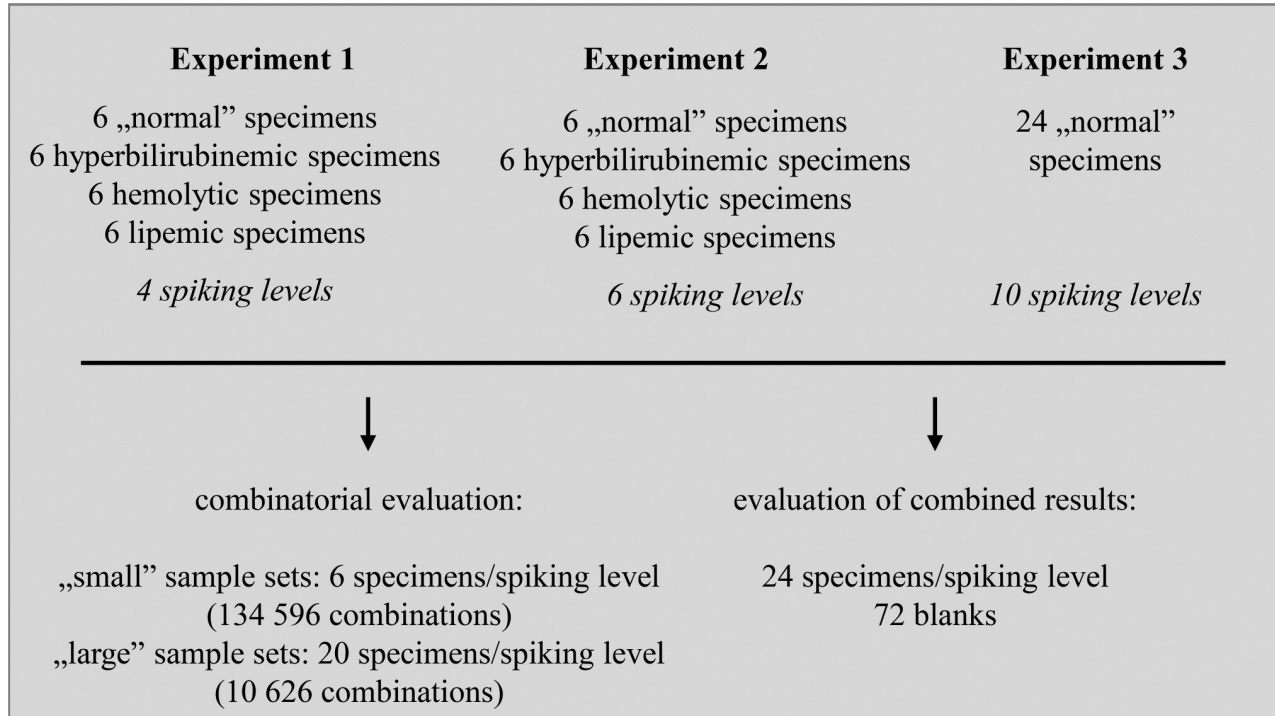 Experiment 1
6 „normal” specimens
6 hyperbilirubinemic specimens
6 hemolytic specimens
6 lipemic specimens
4 spiking levels
Experiment 2
6 „normal” specimens
6 hyperbilirubinemic specimens
6 hemolytic specimens
6 lipemic specimens
6 spiking levels
Experiment 3
24 „normal”
specimens
10 spiking levels
combinatorial evaluation:
„small” sample sets: 6 specimens/spiking level
(134 596 combinations)
„large” sample sets: 20 specimens/spiking level
(10 626 combinations)
evaluation of combined results:
24 specimens/spiking level
72 blanks